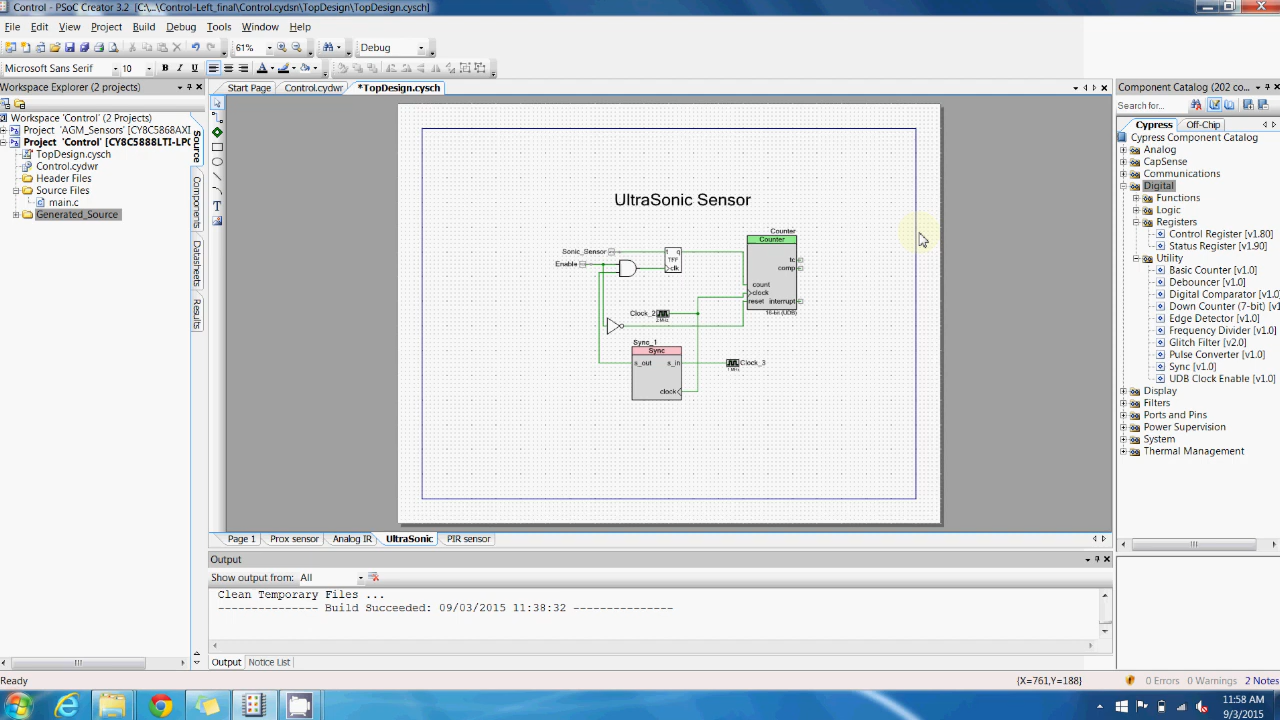 Control - PSoC Creator 3.2 [C:\...\Control-Left_final\Control.cydsn\TopDesign\TopDesign.cysch]
File Edit View Project Build Debug Tools Window Help
61% Debug
Microsoft Sans Serif 10 B I U
Workspace Explorer (2 projects)
Start Page Control.cydwr *TopDesign.cysch
Component Catalog (202 co...
Search for...
Workspace 'Control' (2 Projects)
Project 'AGM_Sensors' [CY8C5868AXI
Project 'Control' [CY8C5888LTI-LP0
TopDesign.cysch
Control.cydwr
Header Files
Source Files
main.c
Generated_Source
Source
Components
Datasheets
Results
UltraSonic Sensor
Counter
Counter
Sonic_Sensor
t q
TFF
clk
Enable
tc
comp
count
clock
reset interrupt
16-bit (UDB)
Clock_2
Sync_1
Sync
s_out s_in
clock
Clock_3
1 MHz
Cypress Off-Chip
Cypress Component Catalog
Analog
CapSense
Communications
Digital
Functions
Logic
Registers
Control Register [v1.80]
Status Register [v1.90]
Utility
Basic Counter [v1.0]
Debouncer [v1.0]
Digital Comparator [v1.0]
Down Counter (7-bit) [v1.0]
Edge Detector [v1.0]
Frequency Divider [v1.0]
Glitch Filter [v2.0]
Pulse Converter [v1.0]
Sync [v1.0]
UDB Clock Enable [v1.0]
Display
Filters
Ports and Pins
Power Supervision
System
Thermal Management
Page 1 Prox sensor Analog IR UltraSonic PIR sensor
Output
Show output from: All
Clean Temporary Files ...
--------------- Build Succeeded: 09/03/2015 11:38:32 ---------------
Output Notice List
Ready {X=761,Y=188} 0 Errors 0 Warnings 2 Notes
11:58 AM
9/3/2015